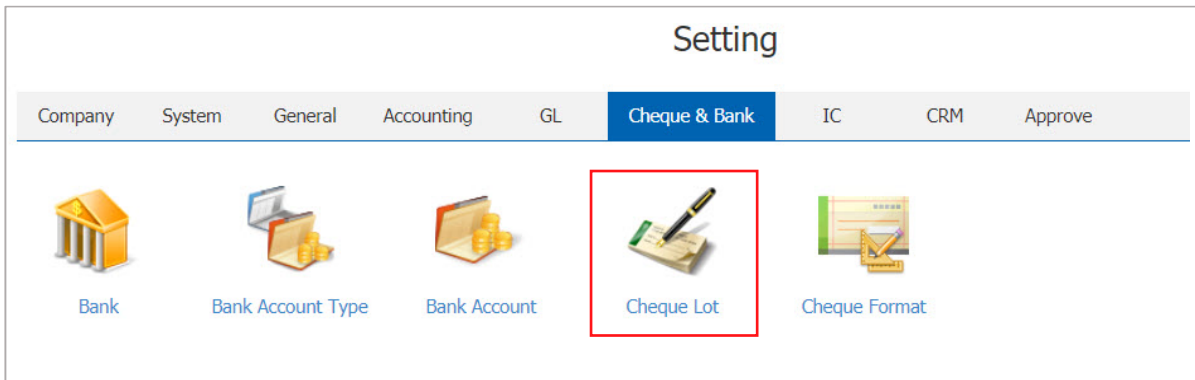 Setting
Company System General Accounting GL Cheque & Bank IC CRM Approve
Bank Bank Account Type Bank Account Cheque Lot Cheque Format